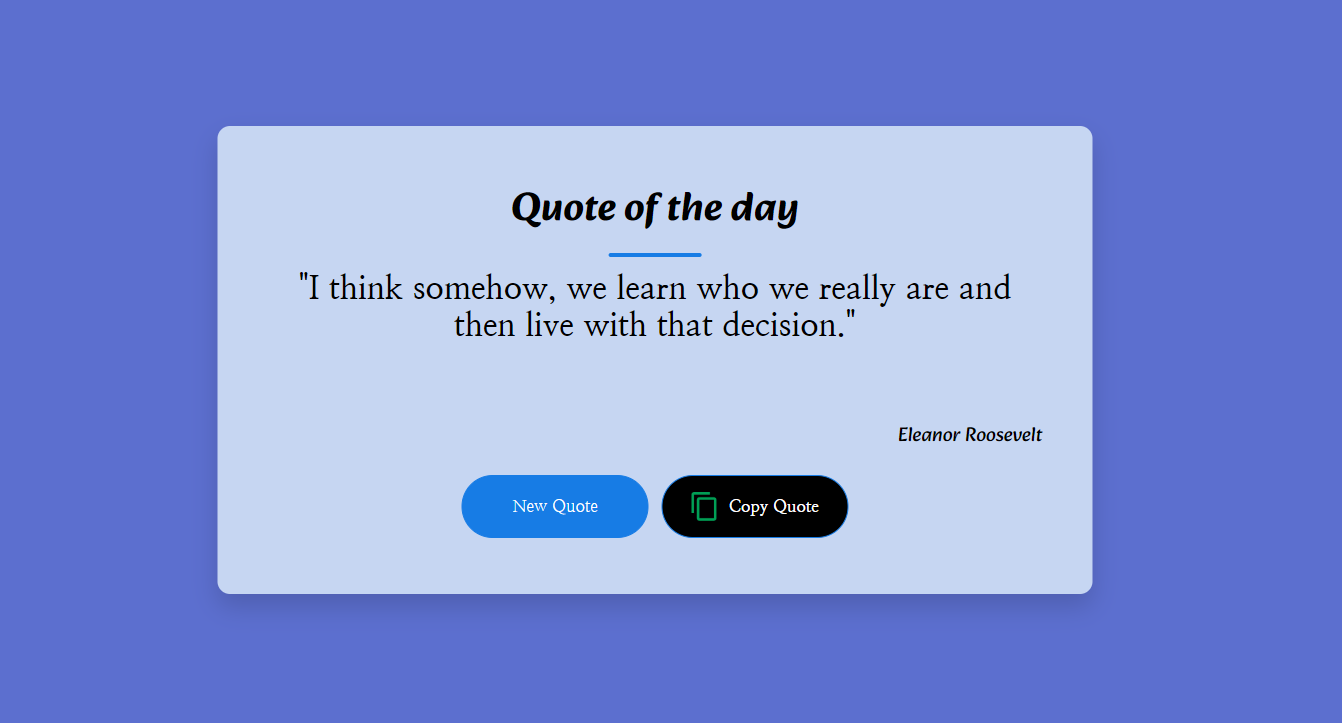 Quote of the day
"I think somehow, we learn who we really are and
then live with that decision."
Eleanor Roosevelt
New Quote
Copy Quote